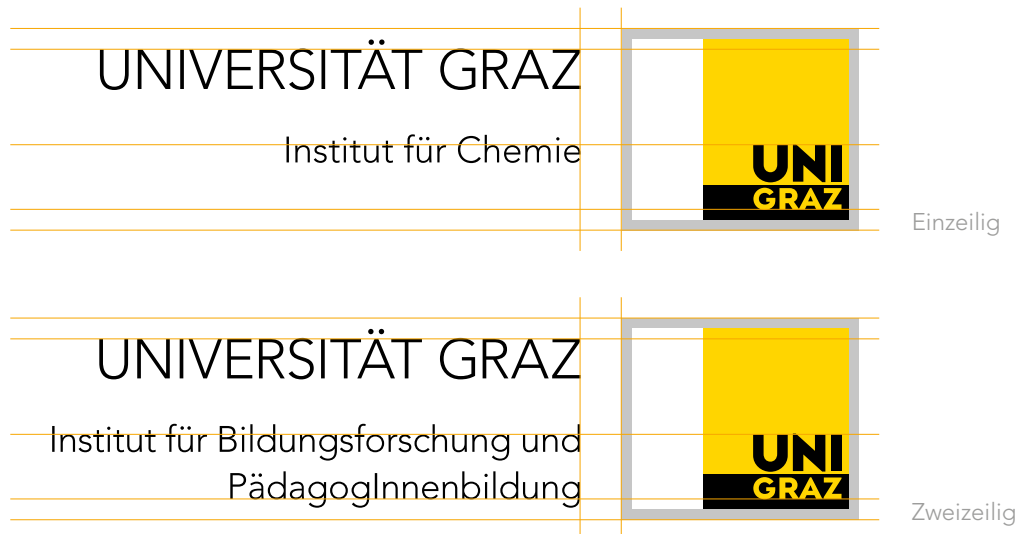 UNIVERSITÄT GRAZ
Institut für Chemie
UNI
GRAZ
Einzeilig
UNIVERSITÄT GRAZ
Institut für Bildungsforschung und
PädagogInnenbildung
UNI
GRAZ
Zweizeilig